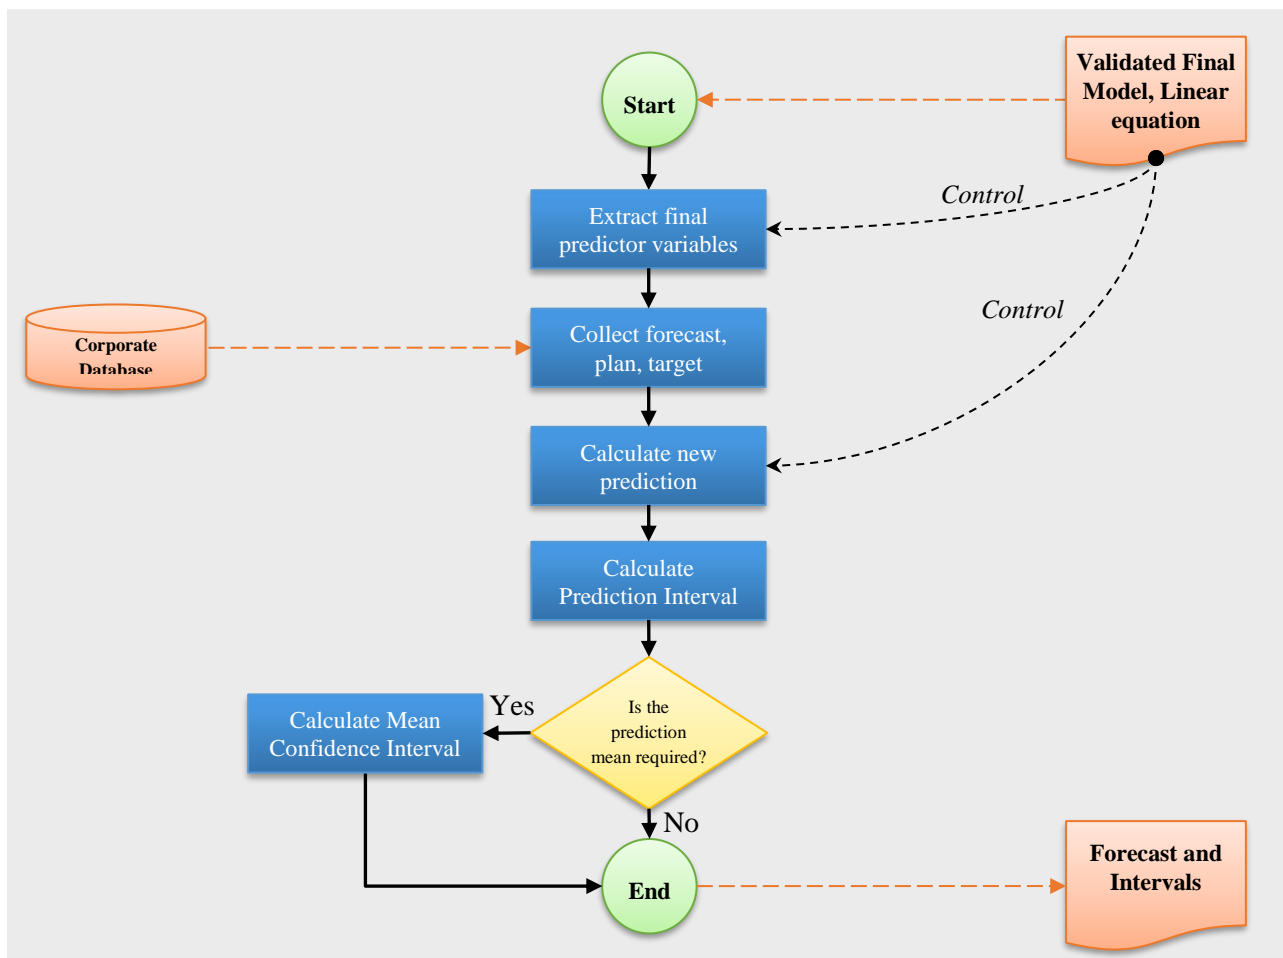 Start
Validated Final
Model, Linear
equation
Control
Extract final
predictor variables
Control
Corporate
Database
Collect forecast,
plan, target
Calculate new
prediction
Calculate
Prediction Interval
Yes
Is the
prediction
mean required?
Calculate Mean
Confidence Interval
No
End
Forecast and
Intervals